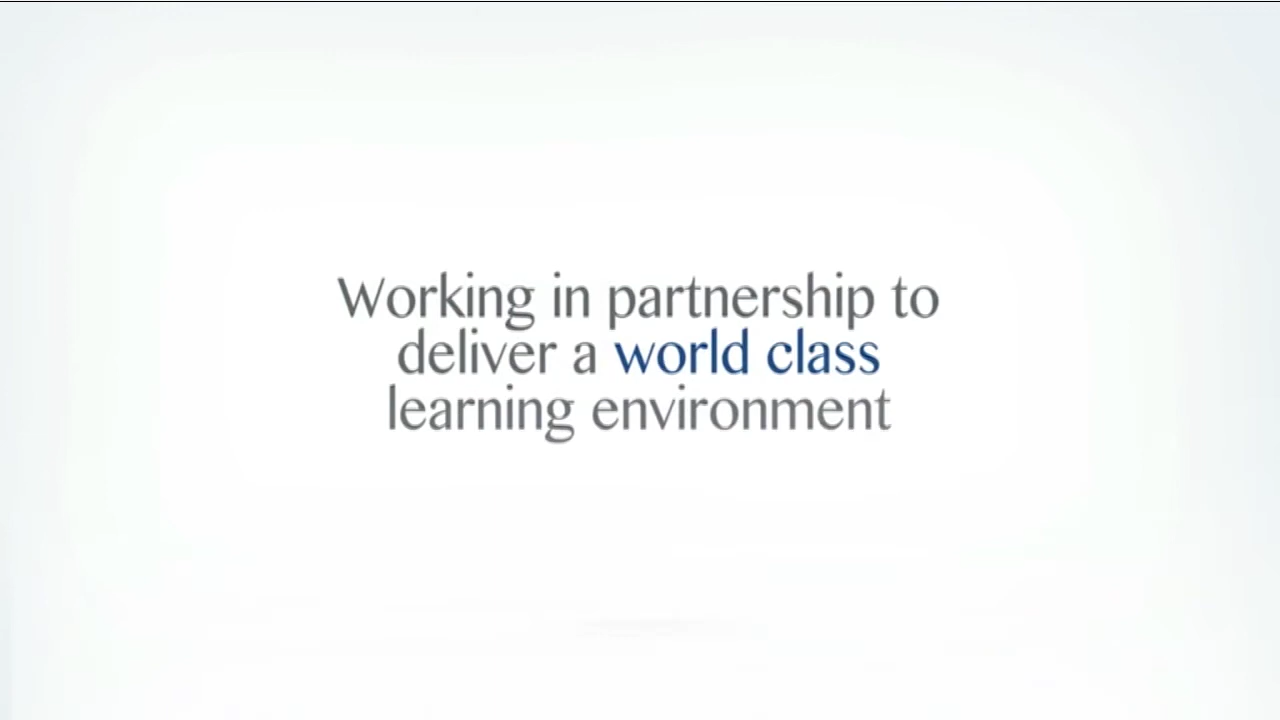 Working in partnership to
deliver a world class
learning environment